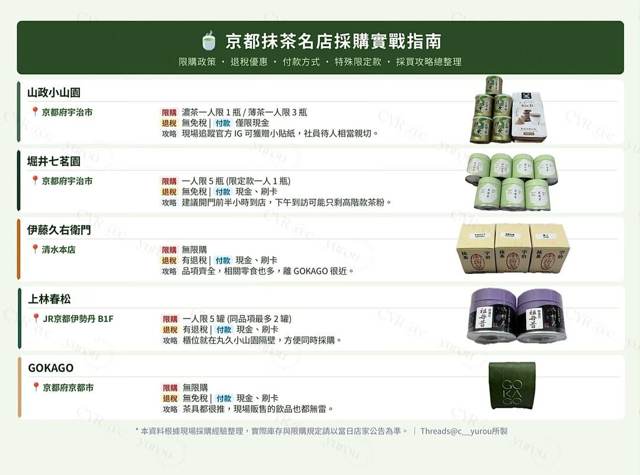 京都抹茶名店採購實戰指南
限購政策 · 退稅優惠 · 付款方式 · 特殊限定款 · 採買攻略總整理
山政小山園
京都府宇治市
限購 濃茶一人限 1 瓶 / 薄茶一人限 3 瓶
退稅 無免稅 | 付款 僅限現金
攻略 現場追蹤官方 IG 可獲贈小貼紙，社員待人相當親切。
堀井七茗園
京都府宇治市
限購 一人限 5 瓶 (限定款一人 1 瓶)
退稅 無免稅 | 付款 現金、刷卡
攻略 建議開門前半小時到店，下午到訪可能只剩高階款茶粉。
伊藤久右衛門
清水本店
限購 無限購
退稅 有退稅 | 付款 現金、刷卡
攻略 品項齊全，相關零食也多，離 GOKAGO 很近。
上林春松
JR京都伊勢丹 B1F
限購 一人限 5 罐 (同品項最多 2 罐)
退稅 有退稅 | 付款 現金、刷卡
攻略 櫃位就在丸久小山園隔壁，方便同時採購。
GOKAGO
京都府京都市
限購 無限購
退稅 無免稅 | 付款 現金、刷卡
攻略 茶具都很推，現場販售的飲品也都無雷。
GO
KA
GO
* 本資料根據現場採購經驗整理，實際庫存與限購規定請以當日店家公告為準。 | Threads@c__yurou所製